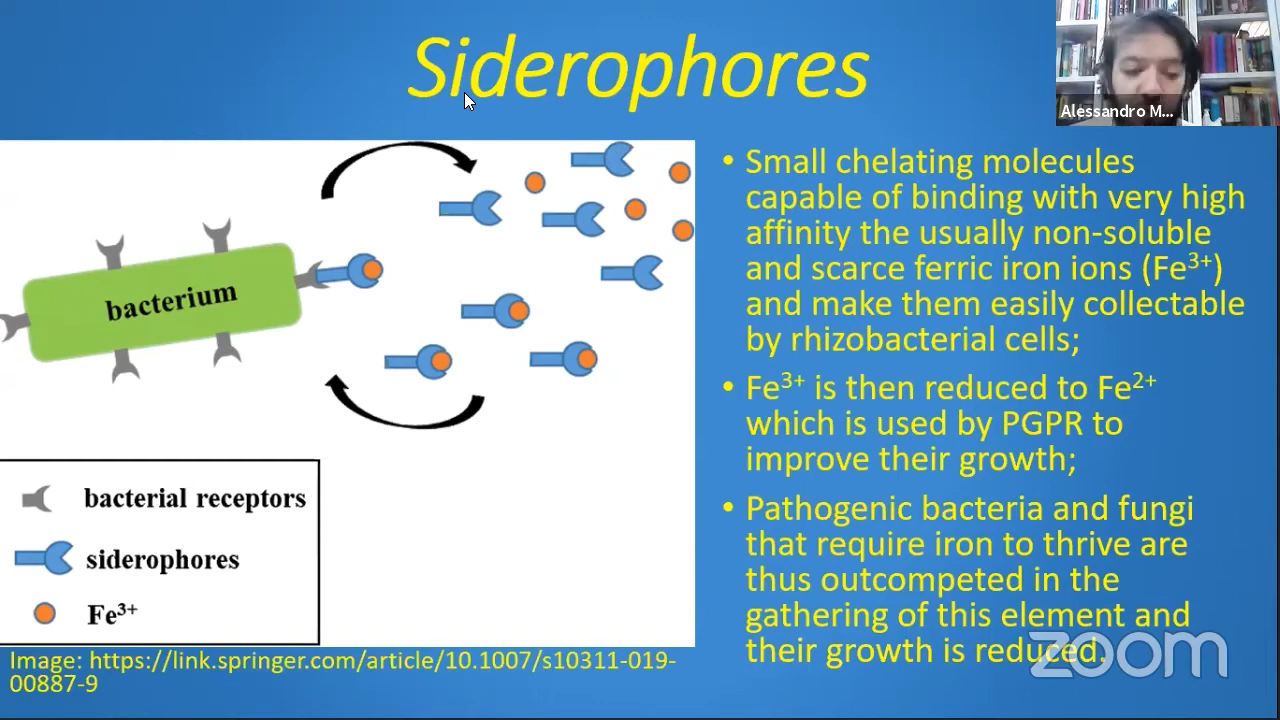 Siderophores
Alessandro M...
• Small chelating molecules
capable of binding with very high
affinity the usually non-soluble
and scarce ferric iron ions (Fe³⁺)
and make them easily collectable
by rhizobacterial cells;
• Fe³⁺ is then reduced to Fe²⁺
which is used by PGPR to
improve their growth;
• Pathogenic bacteria and fungi
that require iron to thrive are
thus outcompeted in the
gathering of this element and
their growth is reduced.
bacterium
bacterial receptors
siderophores
Fe³⁺
Image: https://link.springer.com/article/10.1007/s10311-019-
00887-9
zoom